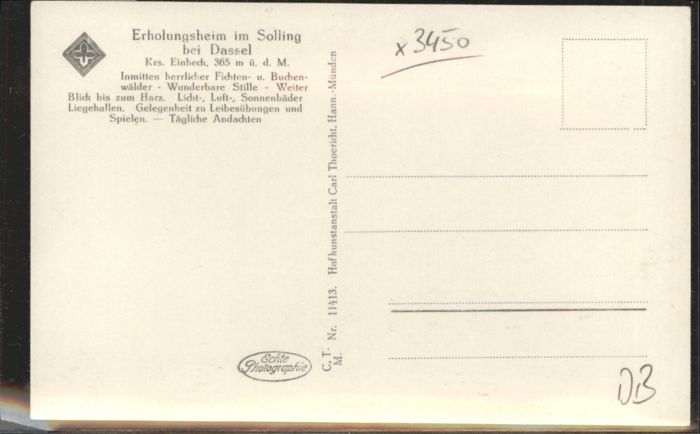 Erholungsheim im Solling
bei Dassel
Krs. Einbeck, 365 m ü. d. M.
Inmitten herrlicher Fichten- u. Buchen-
wälder - Wunderbare Stille - Weiter
Blick bis zum Harz. Licht-, Luft-, Sonnenbäder
Liegehallen. Gelegenheit zu Leibesübungen und
Spielen. — Tägliche Andachten
Echte
Photographie
C. T.
M.
Nr. 11413. Hofkunstanstalt Carl Thoericht, Hann.-Münden
x 3450
DB